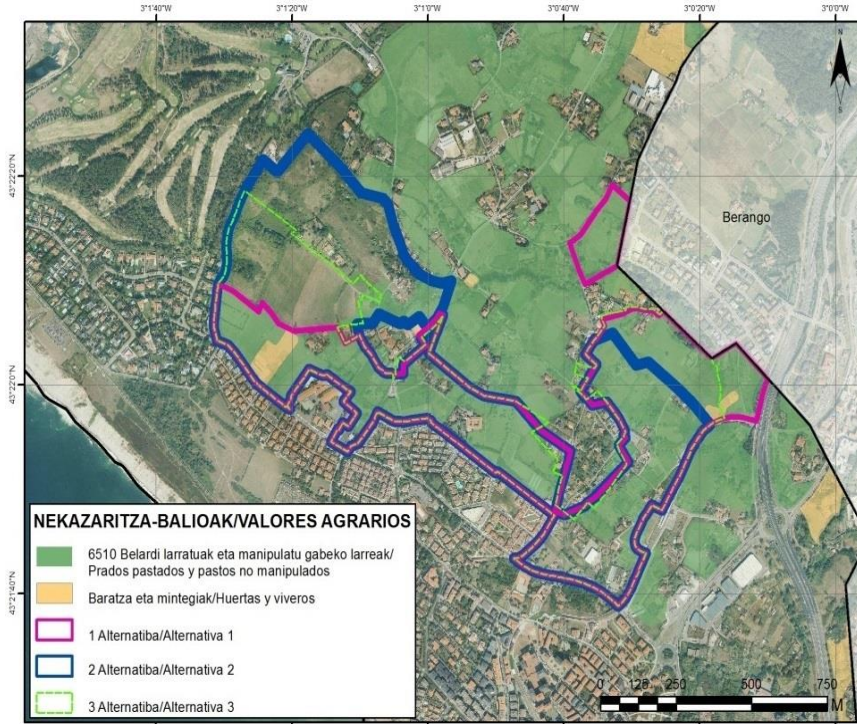 3°1'40"W
3°1'20"W
3°1'0"W
3°0'40"W
3°0'20"W
3°0'0"W
N
S
43°22'20"N
43°22'0"N
43°21'40"N
Berango
NEKAZARITZA-BALIOAK/VALORES AGRARIOS
6510 Belardi larratuak eta manipulatu gabeko larreak/
Prados pastados y pastos no manipulados
Baratza eta mintegiak/Huertas y viveros
1 Alternatiba/Alternativa 1
2 Alternatiba/Alternativa 2
3 Alternatiba/Alternativa 3
0 125 250 500 750
M